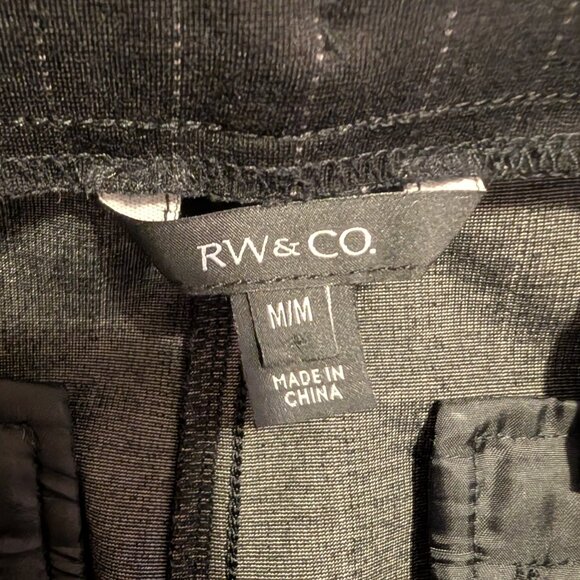 RW & CO.
M/M
MADE IN
CHINA